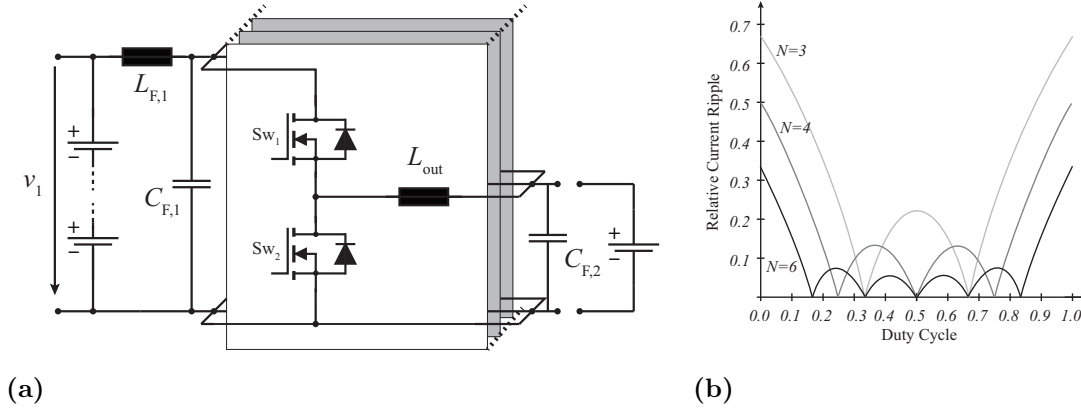 L_F,1
v_1
C_F,1
+
−
+
−
Sw_1
L_out
Sw_2
C_F,2
+
−
(a)
Relative Current Ripple
0.7
0.6
0.5
0.4
0.3
0.2
0.1
N=3
N=4
N=6
0.0 0.1 0.2 0.3 0.4 0.5 0.6 0.7 0.8 0.9 1.0
Duty Cycle
(b)